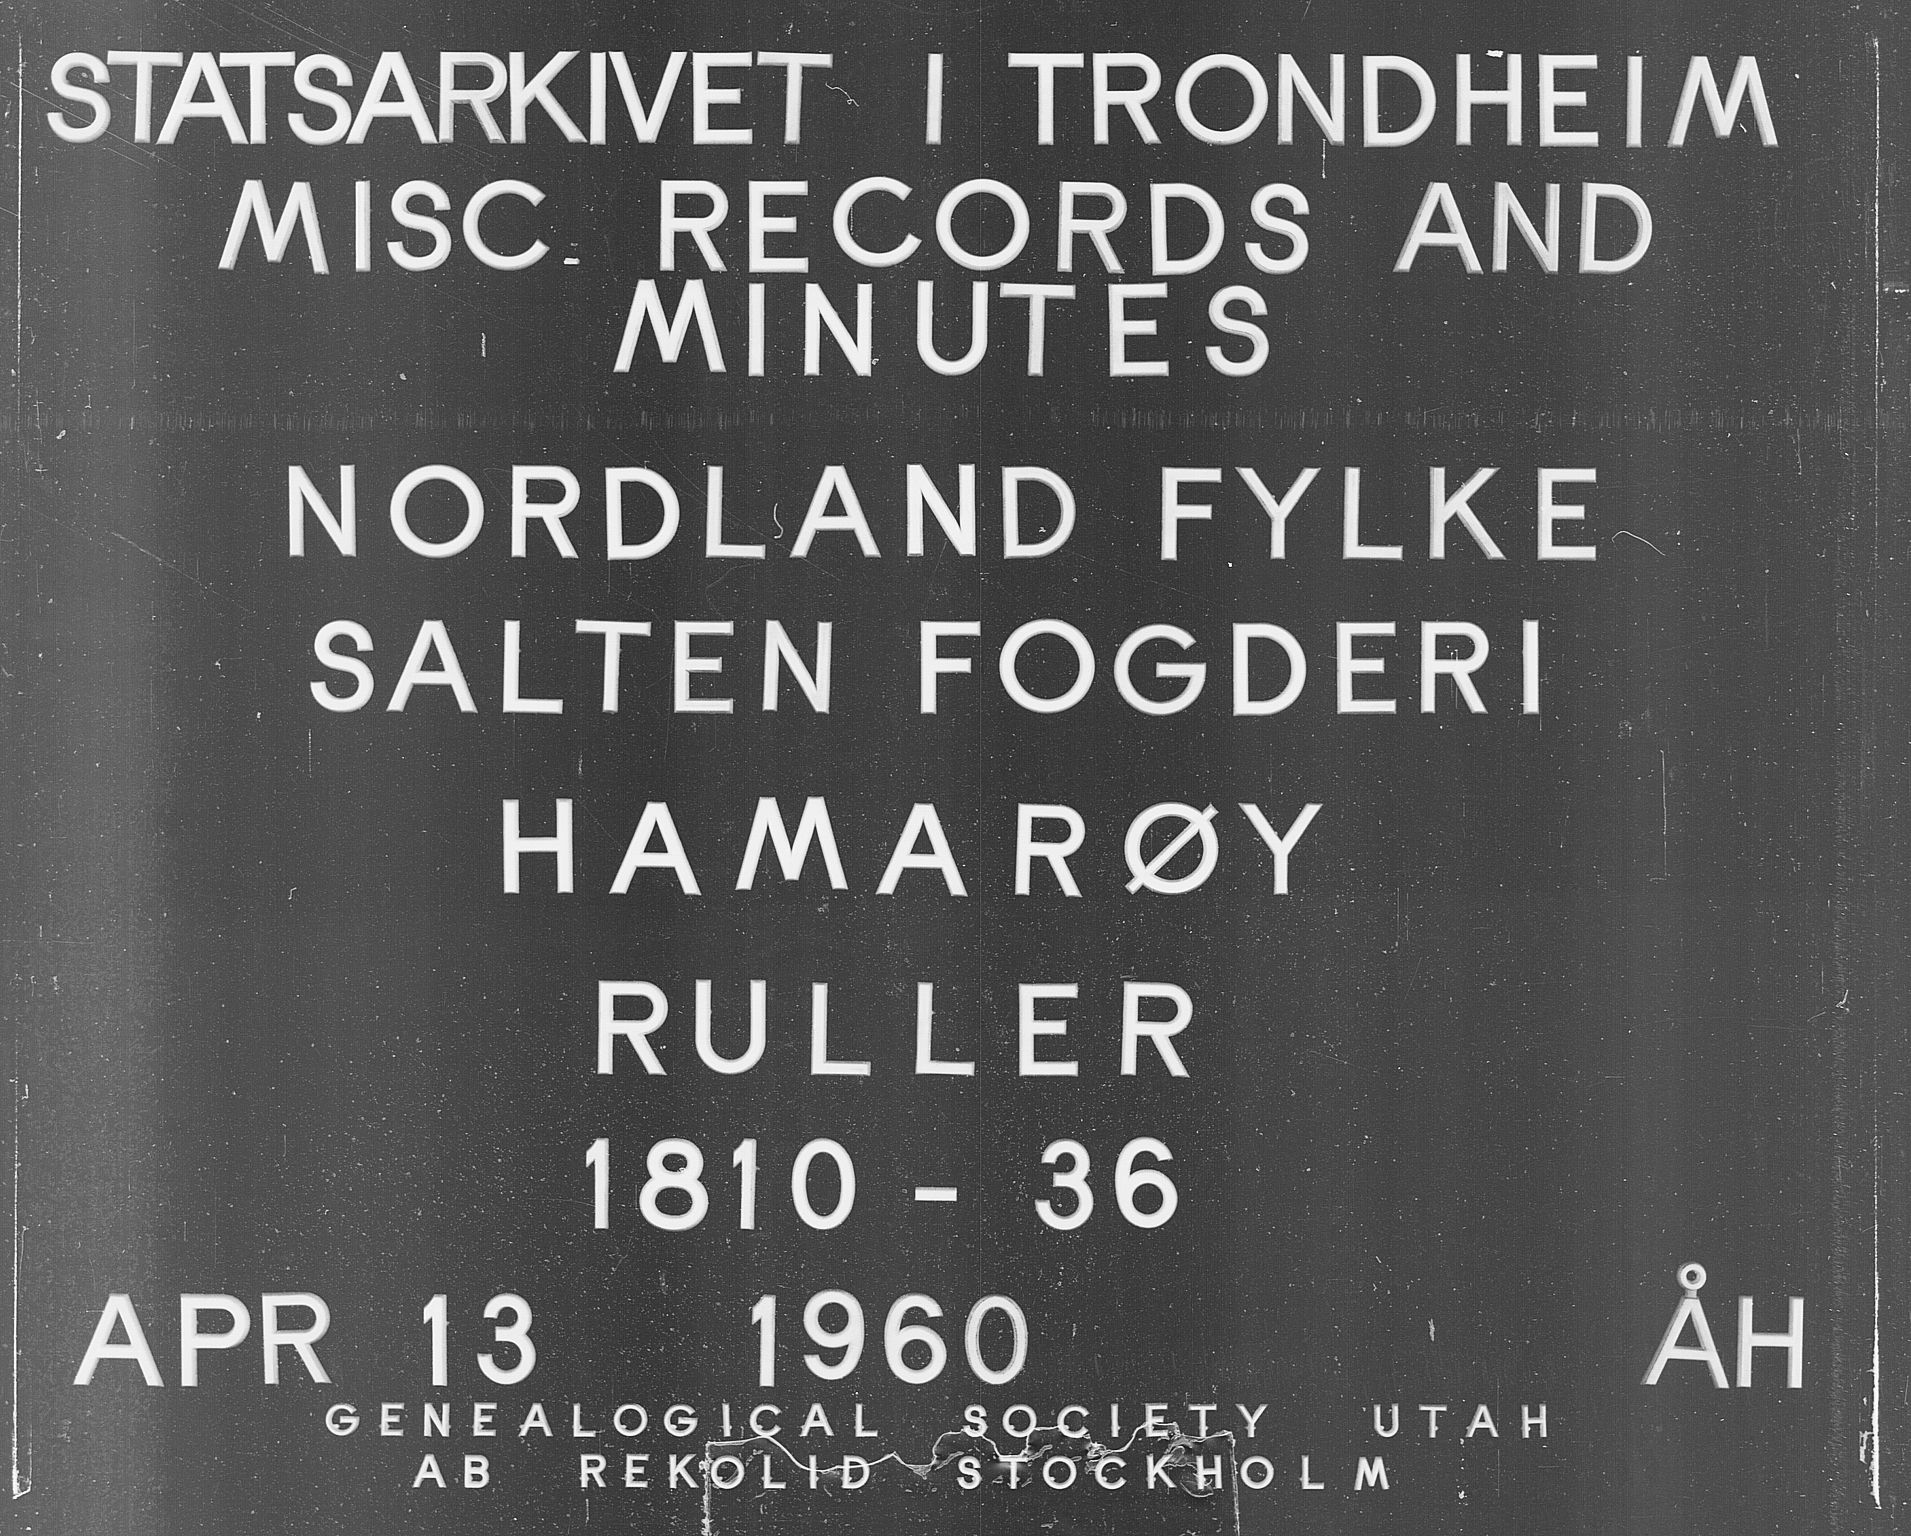 STATSARKIVET I TRONDHEIM
MISC. RECORDS AND
MINUTES
NORDLAND FYLKE
SALTEN FOGDERI
HAMARØY
RULLER
1810 - 36
APR 13 1960 ÅH
GENEALOGICAL SOCIETY UTAH
AB REKOLID STOCKHOLM